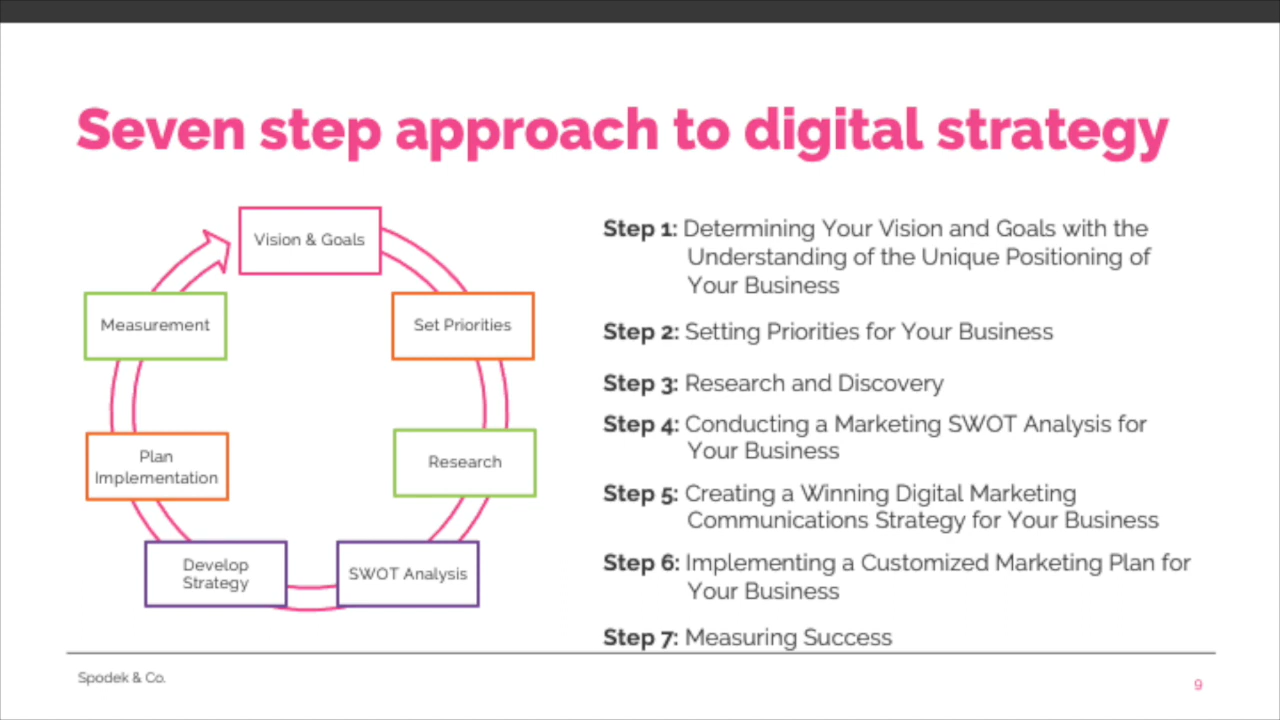 Seven step approach to digital strategy
Vision & Goals
Set Priorities
Research
SWOT Analysis
Develop
Strategy
Plan
Implementation
Measurement
Step 1: Determining Your Vision and Goals with the
Understanding of the Unique Positioning of
Your Business
Step 2: Setting Priorities for Your Business
Step 3: Research and Discovery
Step 4: Conducting a Marketing SWOT Analysis for
Your Business
Step 5: Creating a Winning Digital Marketing
Communications Strategy for Your Business
Step 6: Implementing a Customized Marketing Plan for
Your Business
Step 7: Measuring Success
Spodek & Co.
9